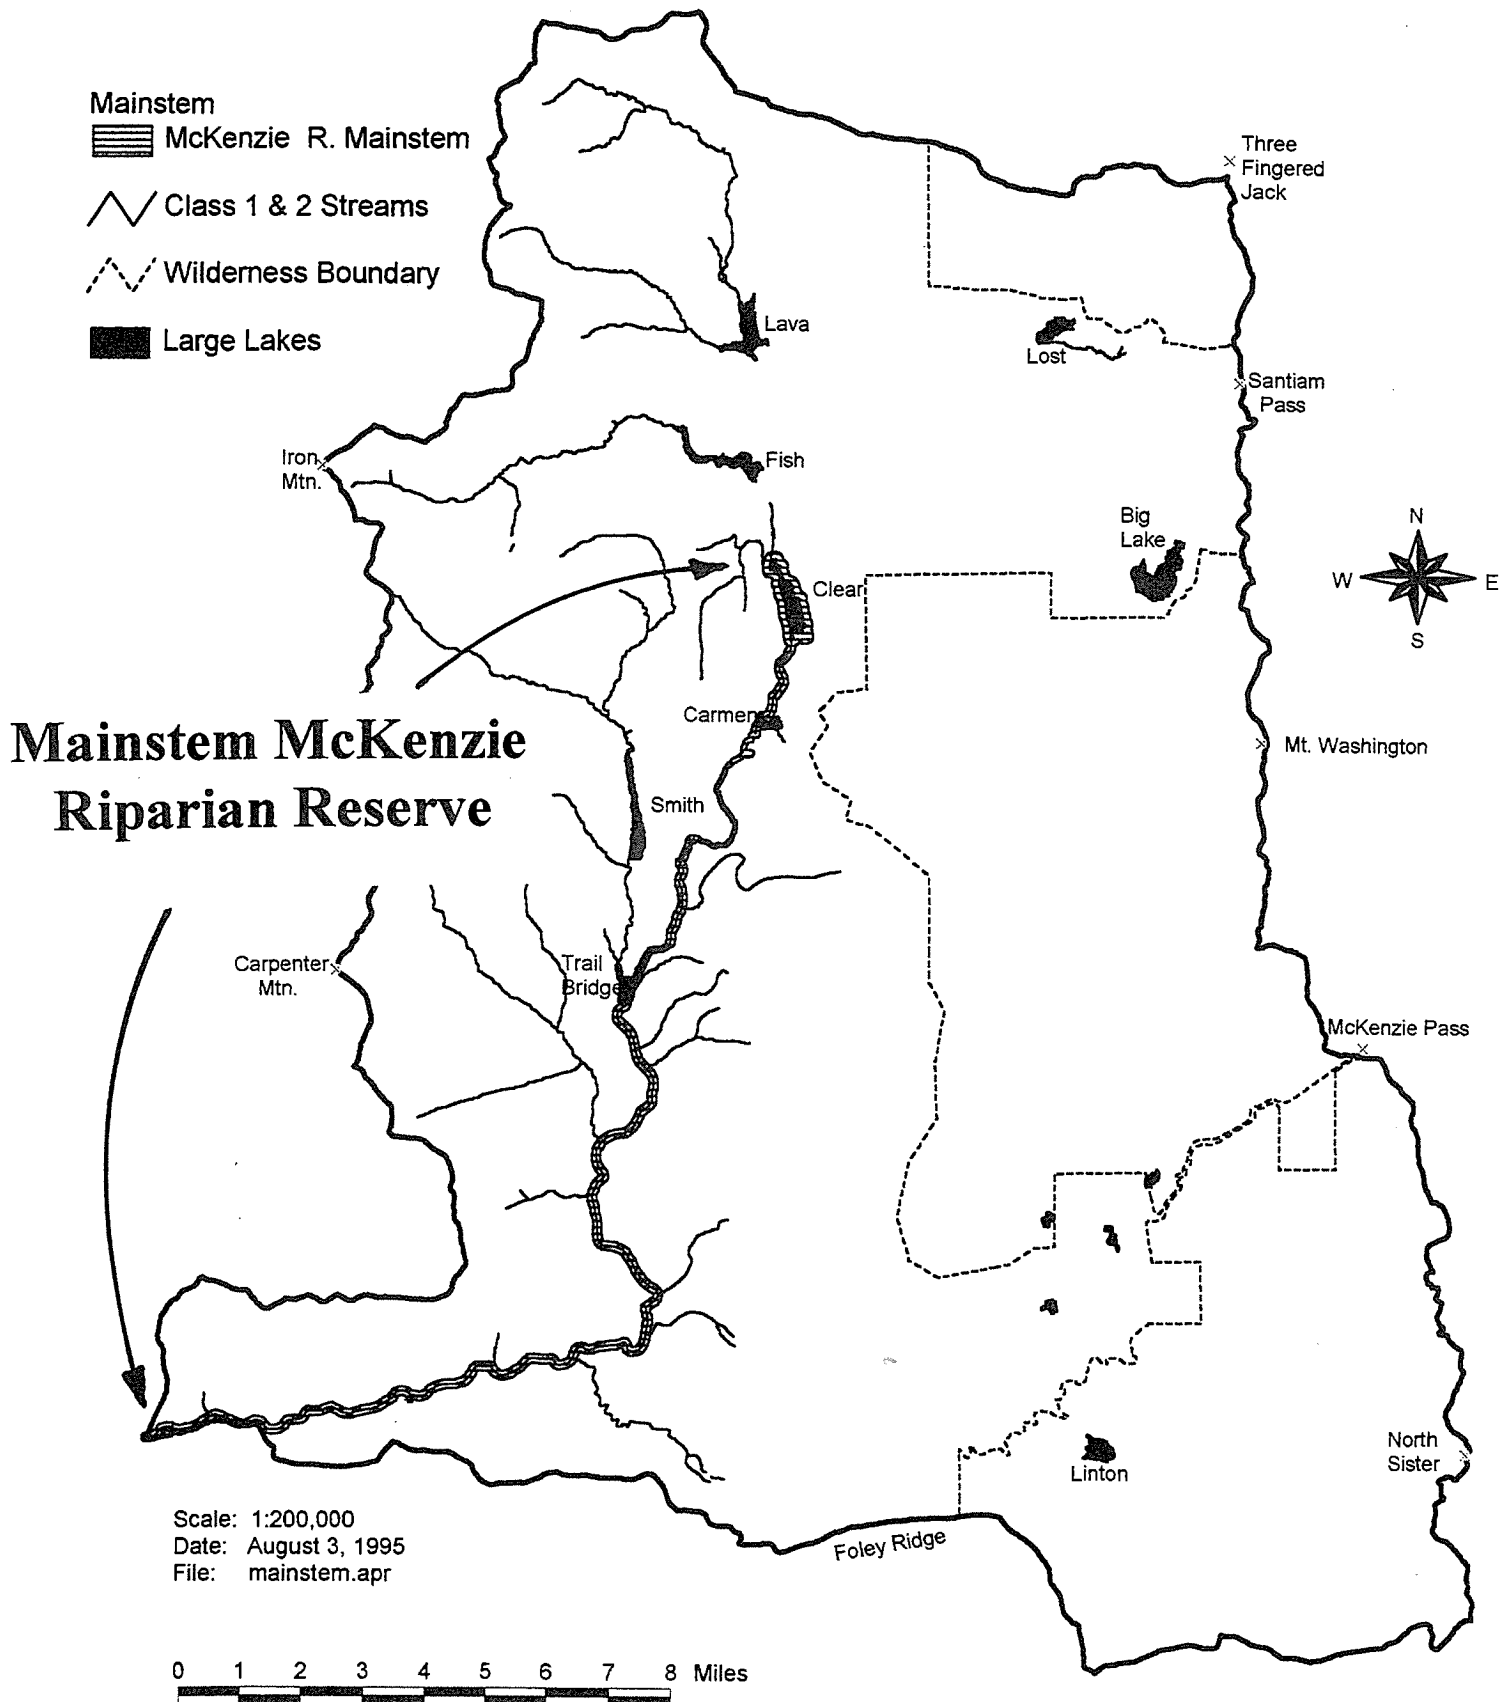 Mainstem
McKenzie R. Mainstem
Class 1 & 2 Streams
Wilderness Boundary
Large Lakes
Three
Fingered
Jack
Lava
Lost
Santiam
Pass
Iron
Mtn.
Fish
Big
Lake
N
W
E
S
Clear
Carmen
Mainstem McKenzie
Riparian Reserve
Mt. Washington
Smith
Carpenter
Mtn.
Trail
Bridge
McKenzie Pass
North
Sister
Linton
Foley Ridge
Scale: 1:200,000
Date: August 3, 1995
File: mainstem.apr
0 1 2 3 4 5 6 7 8 Miles